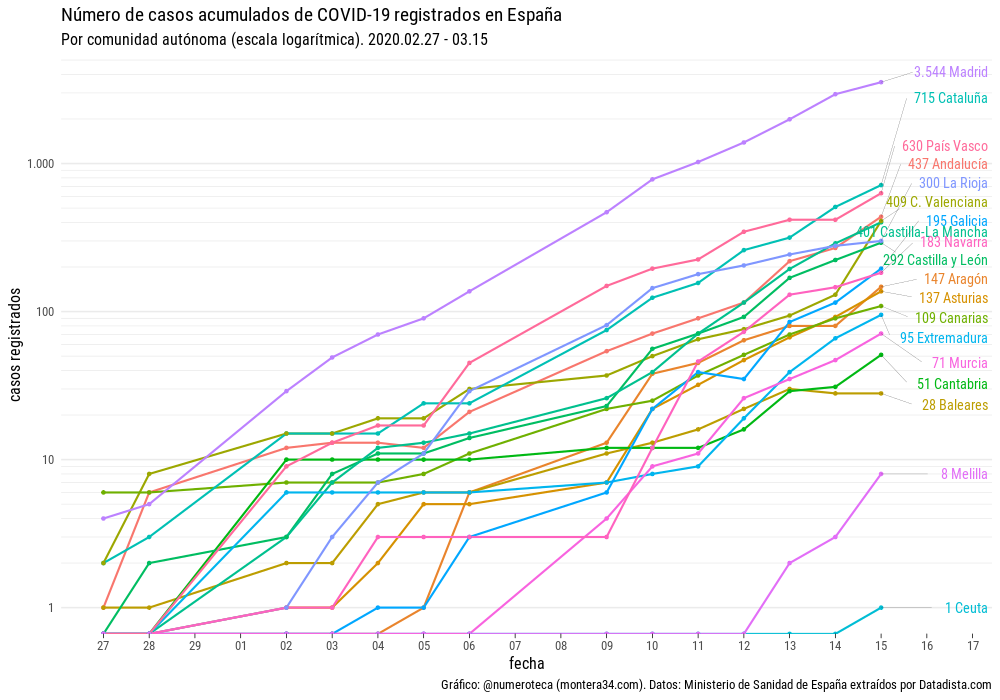 Número de casos acumulados de COVID-19 registrados en España
Por comunidad autónoma (escala logarítmica). 2020.02.27 - 03.15
3.544 Madrid
715 Cataluña
630 País Vasco
437 Andalucía
300 La Rioja
409 C. Valenciana
195 Galicia
407 Castilla-La Mancha
183 Navarra
292 Castilla y León
147 Aragón
137 Asturias
109 Canarias
95 Extremadura
71 Murcia
51 Cantabria
28 Baleares
8 Melilla
1 Ceuta
1.000
100
10
1
casos registrados
27 28 29 01 02 03 04 05 06 07 08 09 10 11 12 13 14 15 16 17
fecha
Gráfico: @numeroteca (montera34.com). Datos: Ministerio de Sanidad de España extraídos por Datadista.com